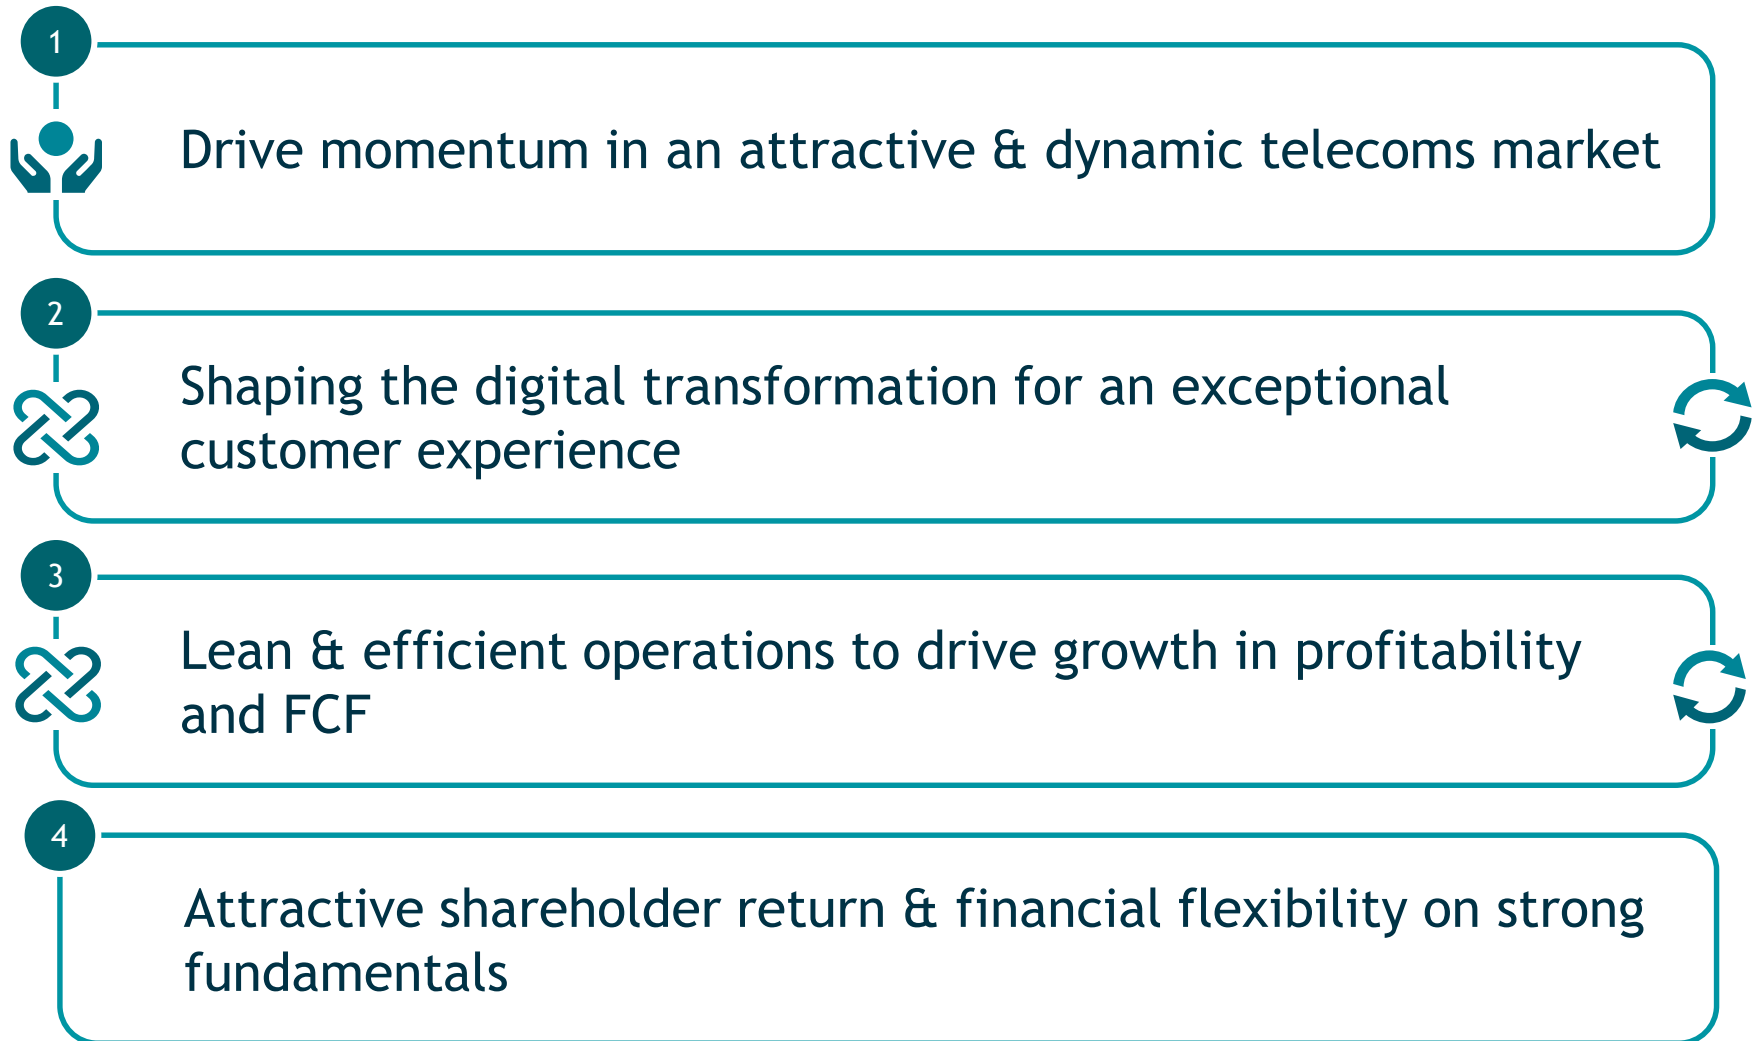 1
Drive momentum in an attractive & dynamic telecoms market
2
Shaping the digital transformation for an exceptional
customer experience
3
Lean & efficient operations to drive growth in profitability
and FCF
4
Attractive shareholder return & financial flexibility on strong
fundamentals